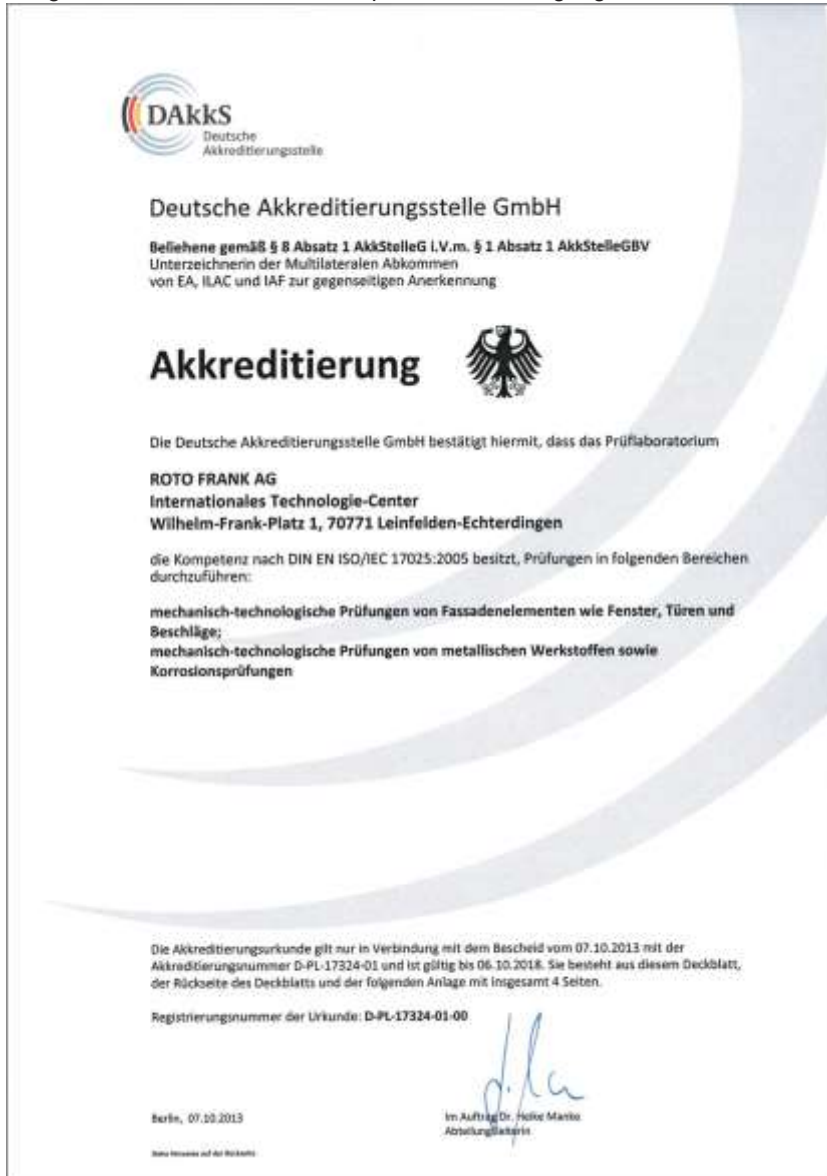 DAkkS
Deutsche
Akkreditierungsstelle
Deutsche Akkreditierungsstelle GmbH
Beliehene gemäß § 8 Absatz 1 AkkStelleG i.V.m. § 1 Absatz 1 AkkStelleGBV
Unterzeichnerin der Multilateralen Abkommen
von EA, ILAC und IAF zur gegenseitigen Anerkennung
Akkreditierung
Die Deutsche Akkreditierungsstelle GmbH bestätigt hiermit, dass das Prüflaboratorium
ROTO FRANK AG
Internationales Technologie-Center
Wilhelm-Frank-Platz 1, 70771 Leinfelden-Echterdingen
die Kompetenz nach DIN EN ISO/IEC 17025:2005 besitzt, Prüfungen in folgenden Bereichen
durchzuführen:
mechanisch-technologische Prüfungen von Fassadenelementen wie Fenster, Türen und
Beschläge;
mechanisch-technologische Prüfungen von metallischen Werkstoffen sowie
Korrosionsprüfungen
Die Akkreditierungsurkunde gilt nur in Verbindung mit dem Bescheid vom 07.10.2013 mit der
Akkreditierungsnummer D-PL-17324-01 und ist gültig bis 06.10.2018. Sie besteht aus diesem Deckblatt,
der Rückseite des Deckblatts und der folgenden Anlage mit insgesamt 4 Seiten.
Registrierungsnummer der Urkunde: D-PL-17324-01-00
Berlin, 07.10.2013
Im Auftrag Dr. Heike Manke
Abteilungsleiterin
Siehe Hinweise auf der Rückseite